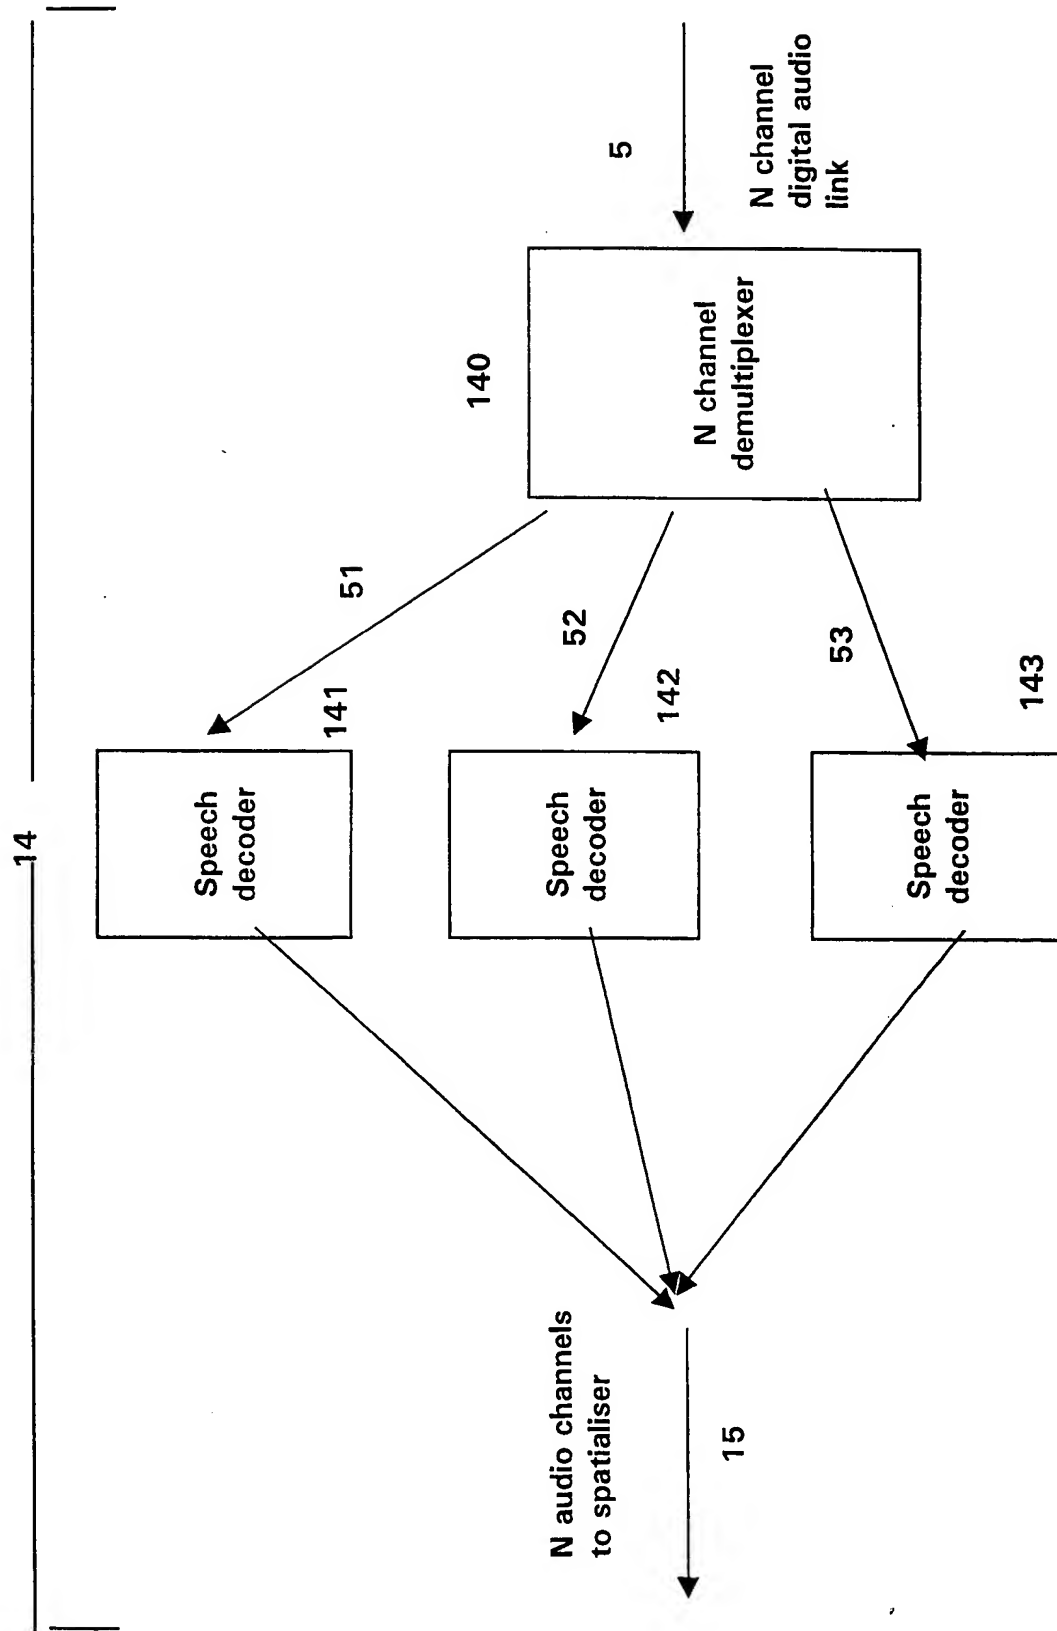 14
Speech
decoder
141
51
140
N audio channels
to spatialiser
Speech
decoder
52
5
142
N channel
demultiplexer
15
N channel
digital audio
link
53
Speech
decoder
143